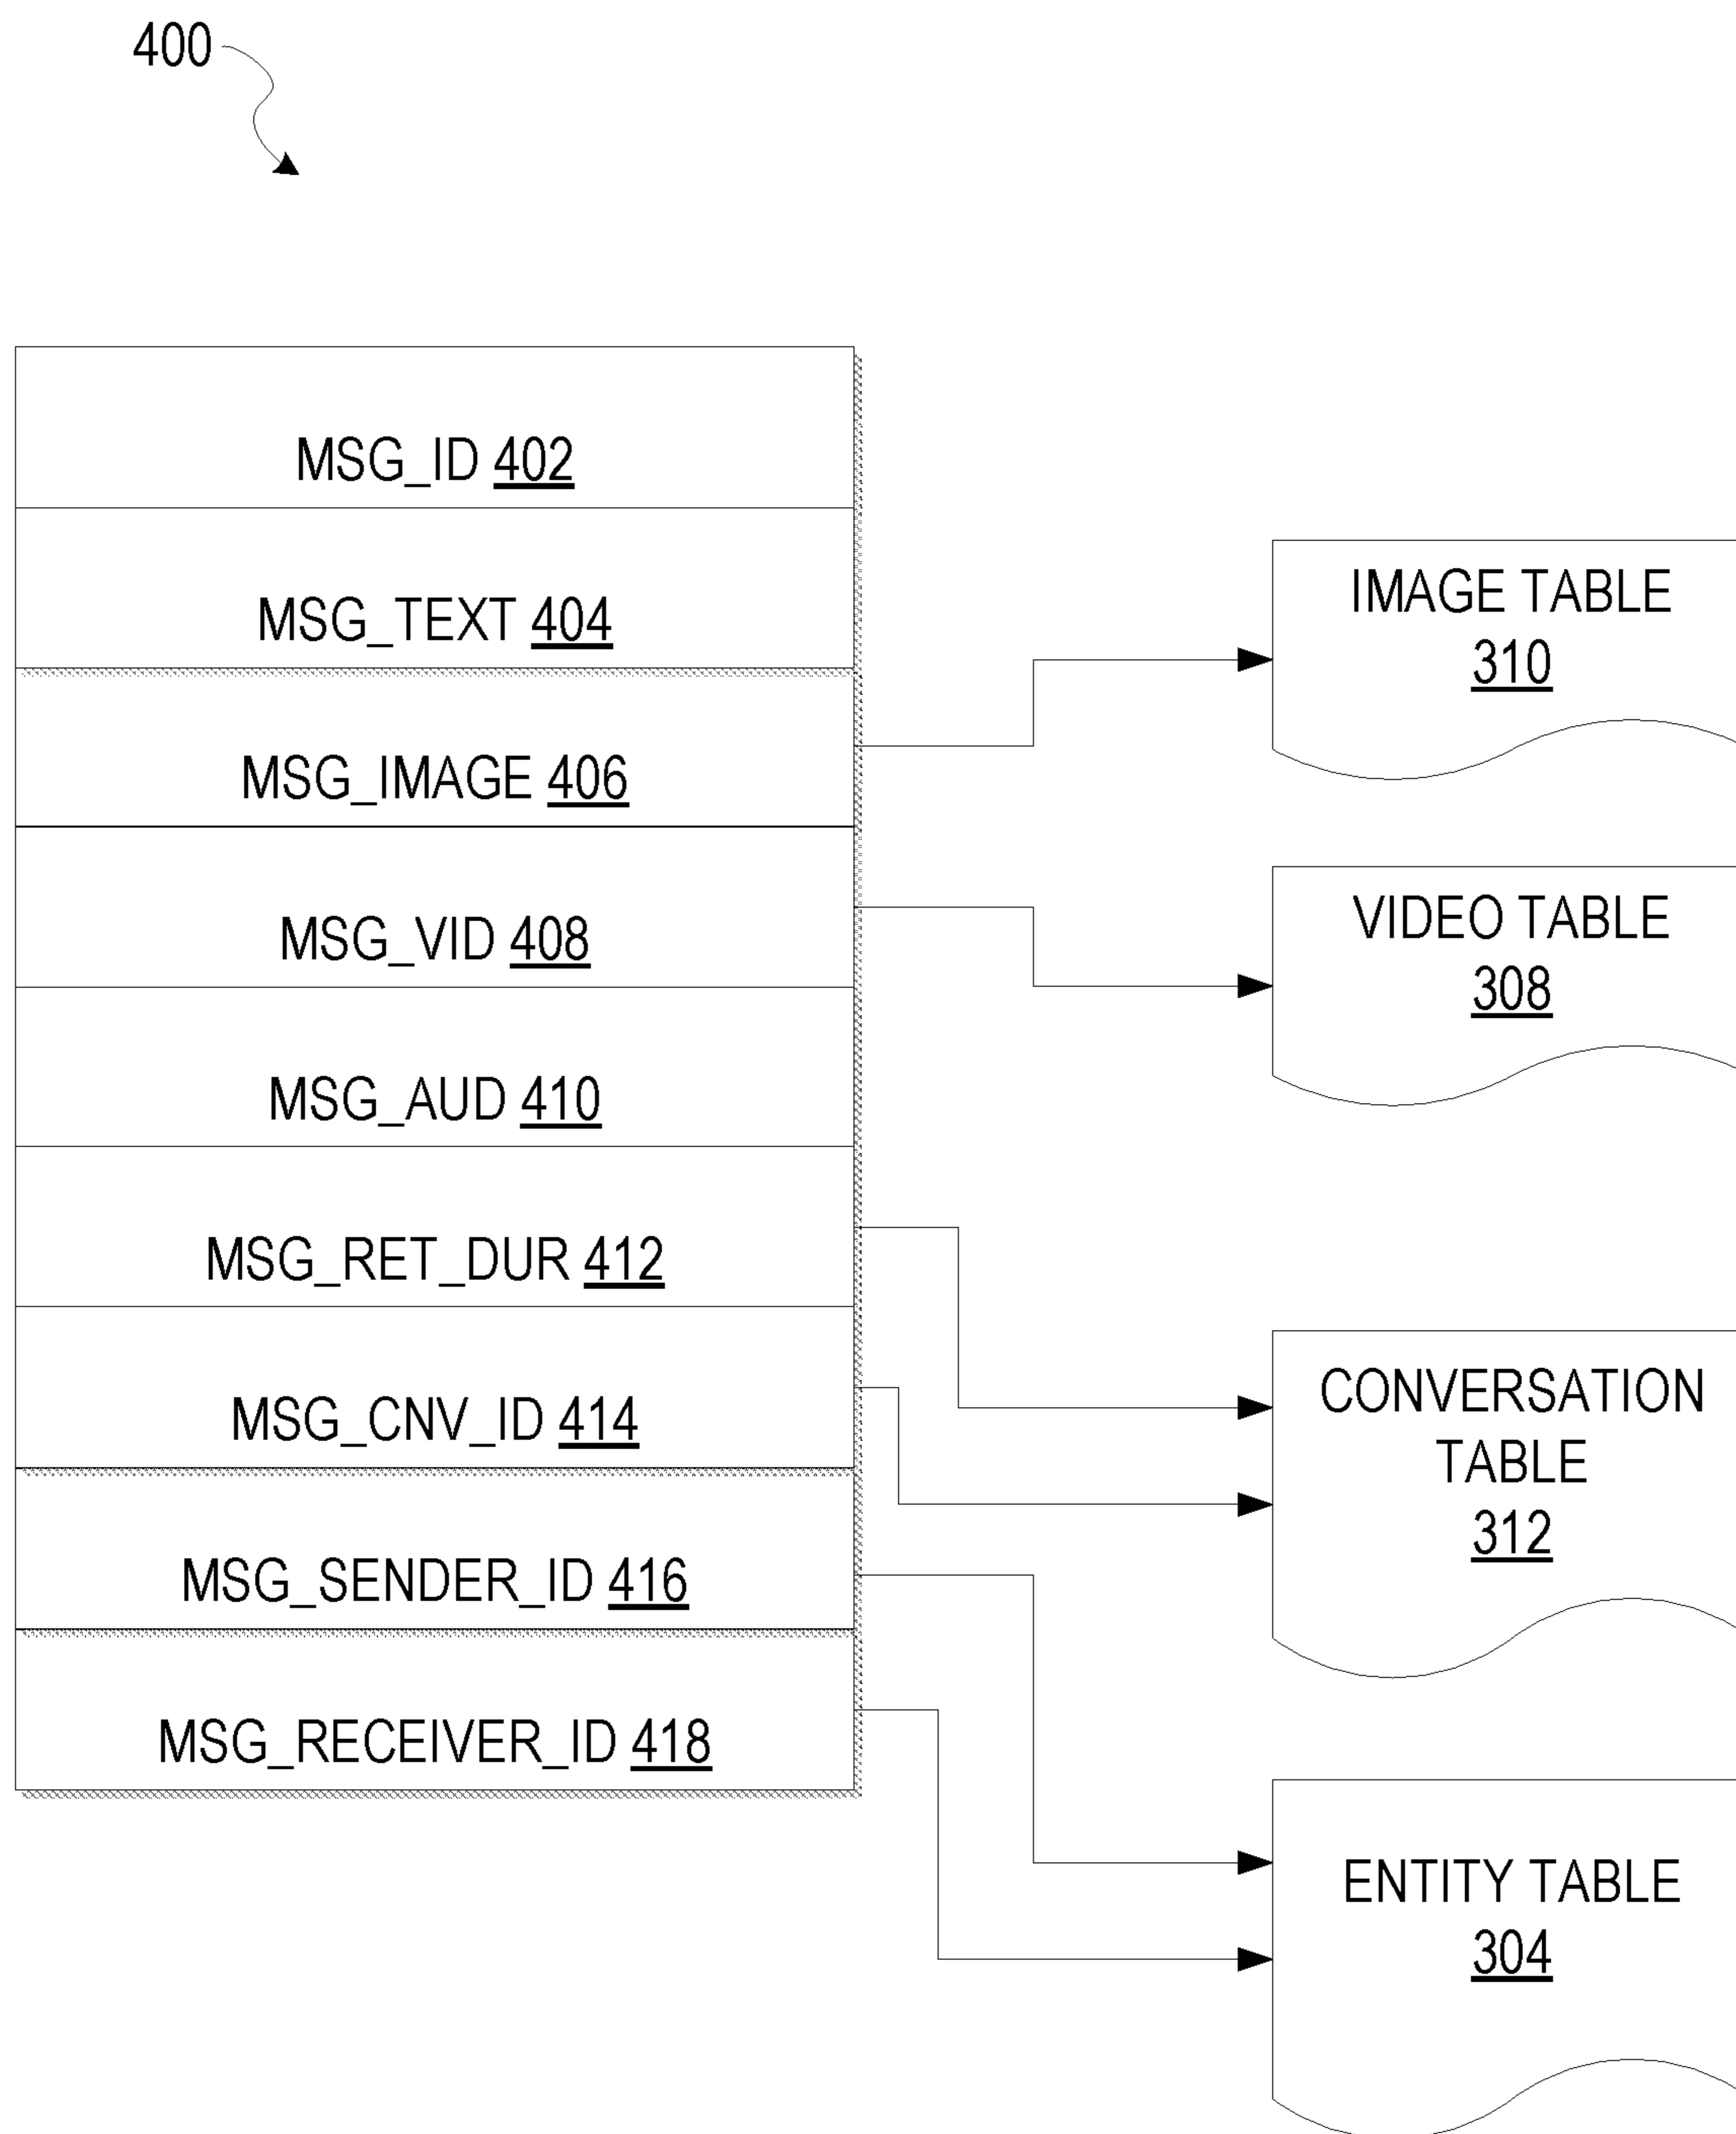 400
MSG_ID 402
MSG_TEXT 404
MSG_IMAGE 406
MSG_VID 408
MSG_AUD 410
MSG_RET_DUR 412
MSG_CNV_ID 414
MSG_SENDER_ID 416
MSG_RECEIVER_ID 418
IMAGE TABLE
310
VIDEO TABLE
308
CONVERSATION
TABLE
312
ENTITY TABLE
304